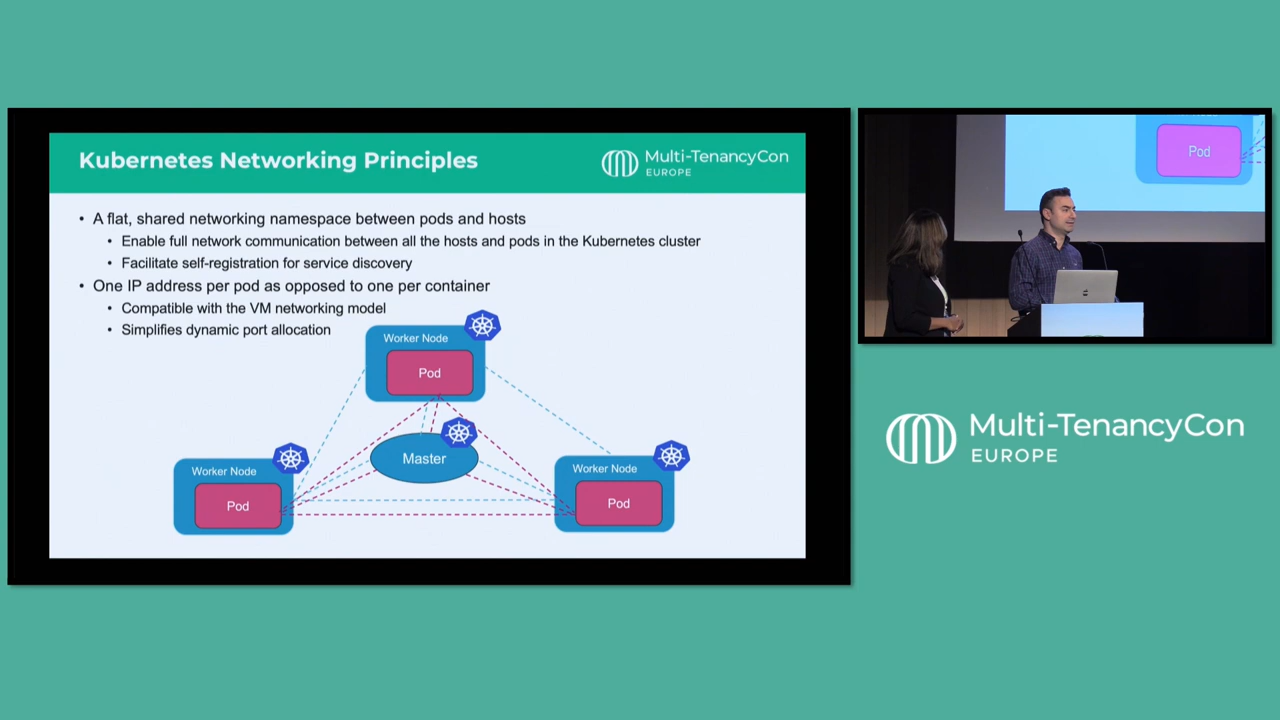 Kubernetes Networking Principles
Multi-TenancyCon
EUROPE
• A flat, shared networking namespace between pods and hosts
• Enable full network communication between all the hosts and pods in the Kubernetes cluster
• Facilitate self-registration for service discovery
• One IP address per pod as opposed to one per container
• Compatible with the VM networking model
• Simplifies dynamic port allocation
Worker Node
Pod
Master
Worker Node
Pod
Worker Node
Pod
Pod
Multi-TenancyCon
EUROPE